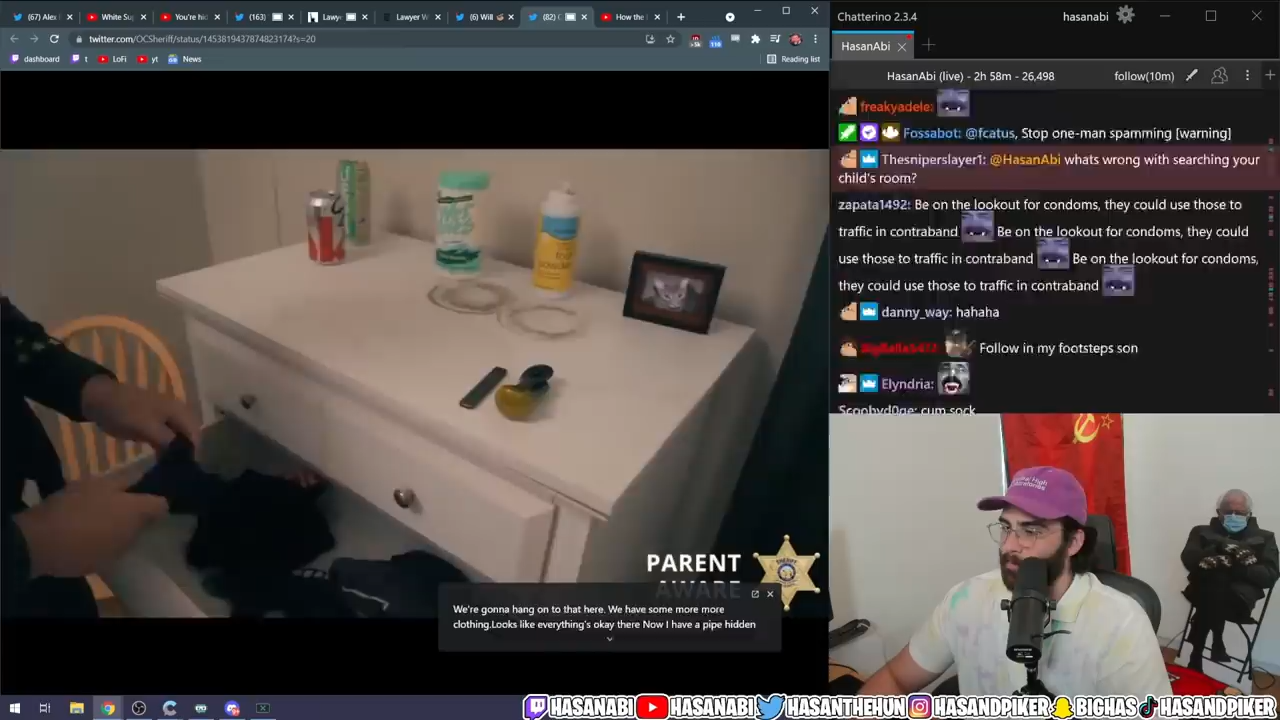 (67) Alex
White Su
You're hi
(163)
Lawye
Lawyer W
(6) Will
(82) C
How the
twitter.com/OCSheriff/status/1453819437874823174?s=20
dashboard
t
LoFi
yt
News
Reading list
PARENT
AWARE
We're gonna hang on to that here. We have some more more
clothing.Looks like everything's okay there Now I have a pipe hidden
Chatterino 2.3.4
hasanabi
HasanAbi
HasanAbi (live) - 2h 58m - 26,498
follow(10m)
freakyadele:
Fossabot: @fcatus, Stop one-man spamming [warning]
Thesniperslayer1: @HasanAbi whats wrong with searching your
child's room?
zapata1492: Be on the lookout for condoms, they could use those to
traffic in contraband Be on the lookout for condoms, they could
use those to traffic in contraband Be on the lookout for condoms,
they could use those to traffic in contraband
danny_way: hahaha
Follow in my footsteps son
Elyndria:
Scoobyd0ge: cum sock
HASANABI HASANABI HASANTHEHUN HASANDPIKER BIGHAS HASANDPIKER